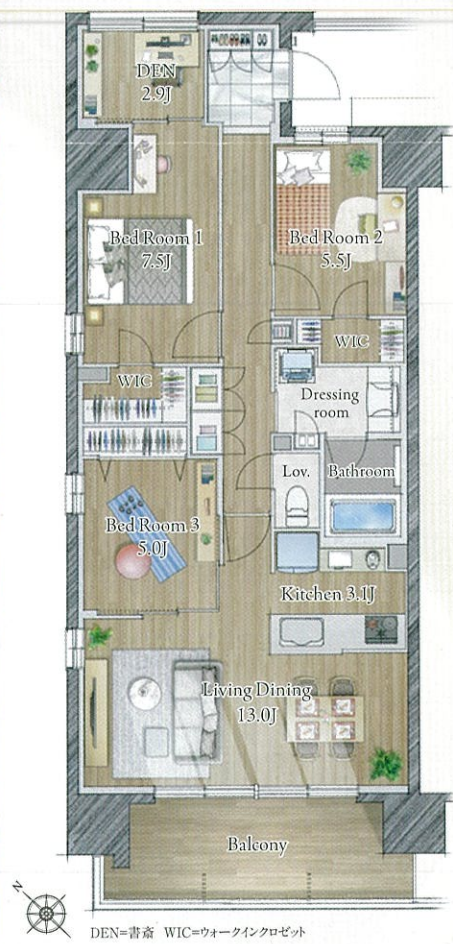 DEN
2.9J
Bed Room 1
7.5J
Bed Room 2
5.5J
WIC
WIC
Dressing
room
Lov.
Bathroom
Bed Room 3
5.0J
Kitchen 3.1J
Living Dining
13.0J
Balcony
N
DEN=書斎 WIC=ウォークインクロゼット